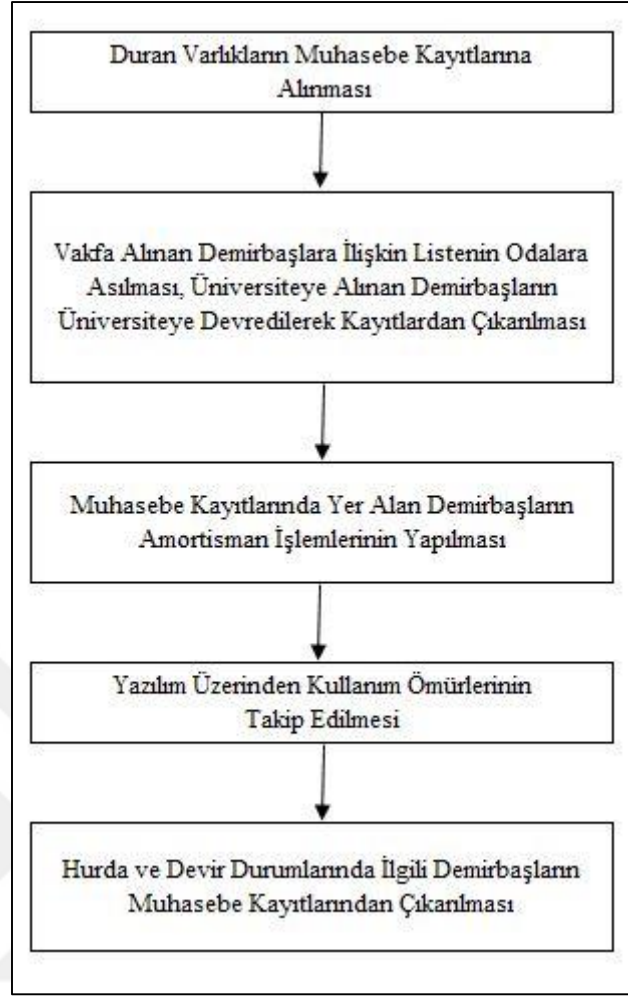 Duran Varlıkların Muhasebe Kayıtlarına
Alınması
Vakfa Alınan Demirbaşlara İlişkin Listenin Odalara
Asılması, Üniversiteye Alınan Demirbaşların
Üniversiteye Devredilerek Kayıtlardan Çıkarılması
Muhasebe Kayıtlarında Yer Alan Demirbaşların
Amortisman İşlemlerinin Yapılması
Yazılım Üzerinden Kullanım Ömürlerinin
Takip Edilmesi
Hurda ve Devir Durumlarında İlgili Demirbaşların
Muhasebe Kayıtlarından Çıkarılması